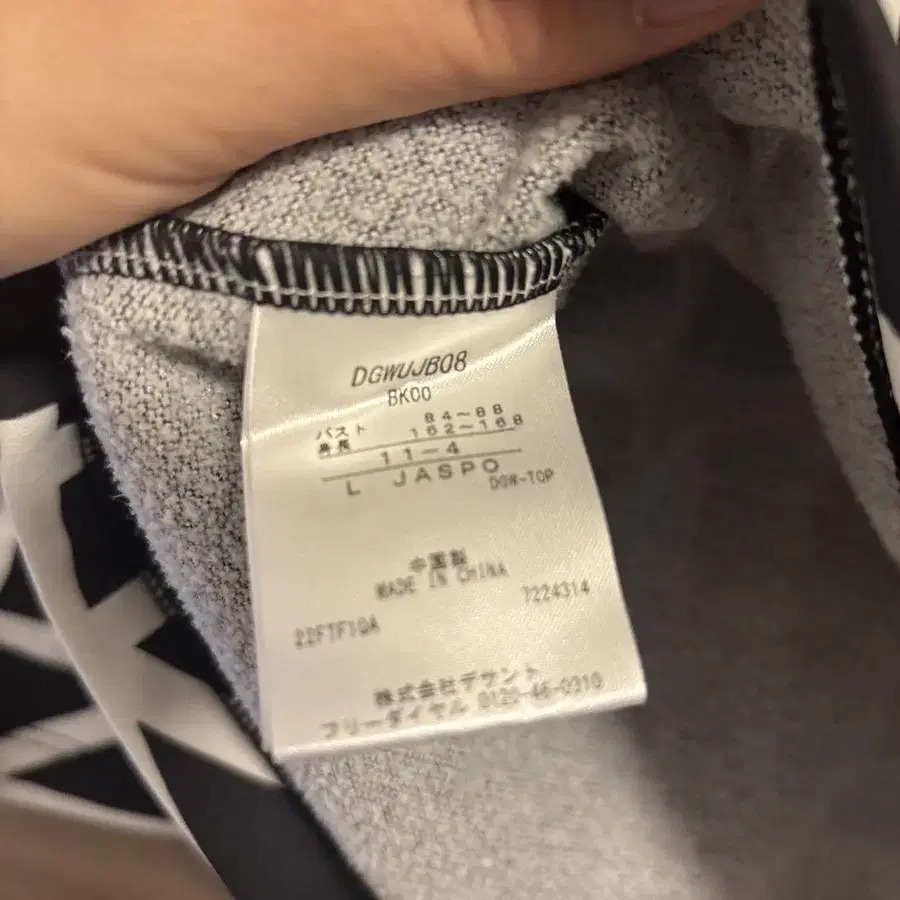 DGWUJB08
BK00
バスト 84〜88
身長 162〜168
11-4
L JASPO
DGW-TOP
中国製
MADE IN CHINA
7224314
22FTF1QA
株式会社デサント
フリーダイヤル 0120-46-0310